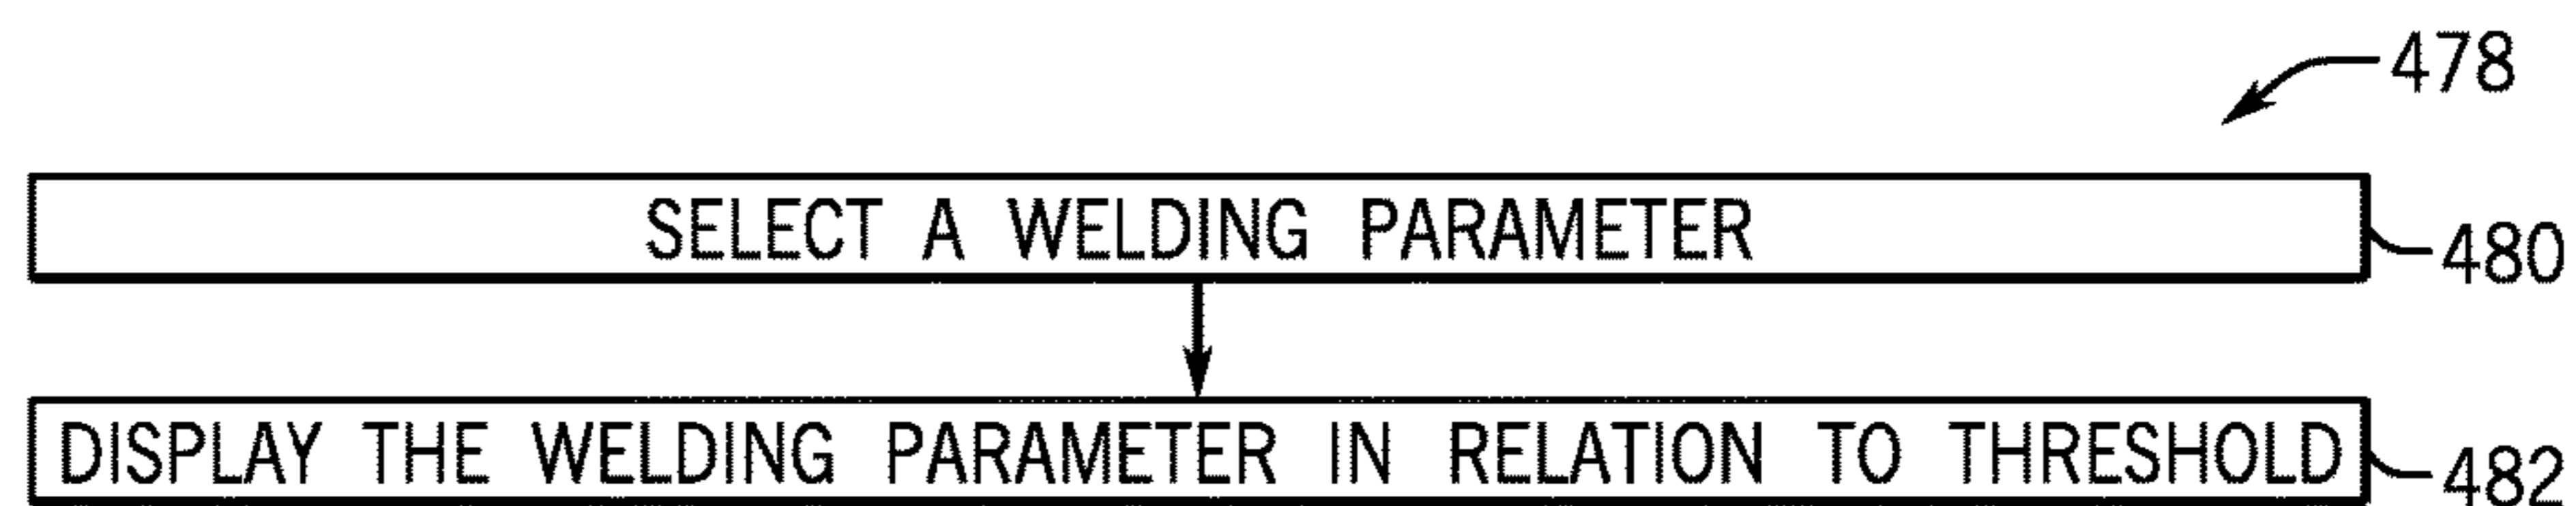 478
SELECT A WELDING PARAMETER
480
DISPLAY THE WELDING PARAMETER IN RELATION TO THRESHOLD
482